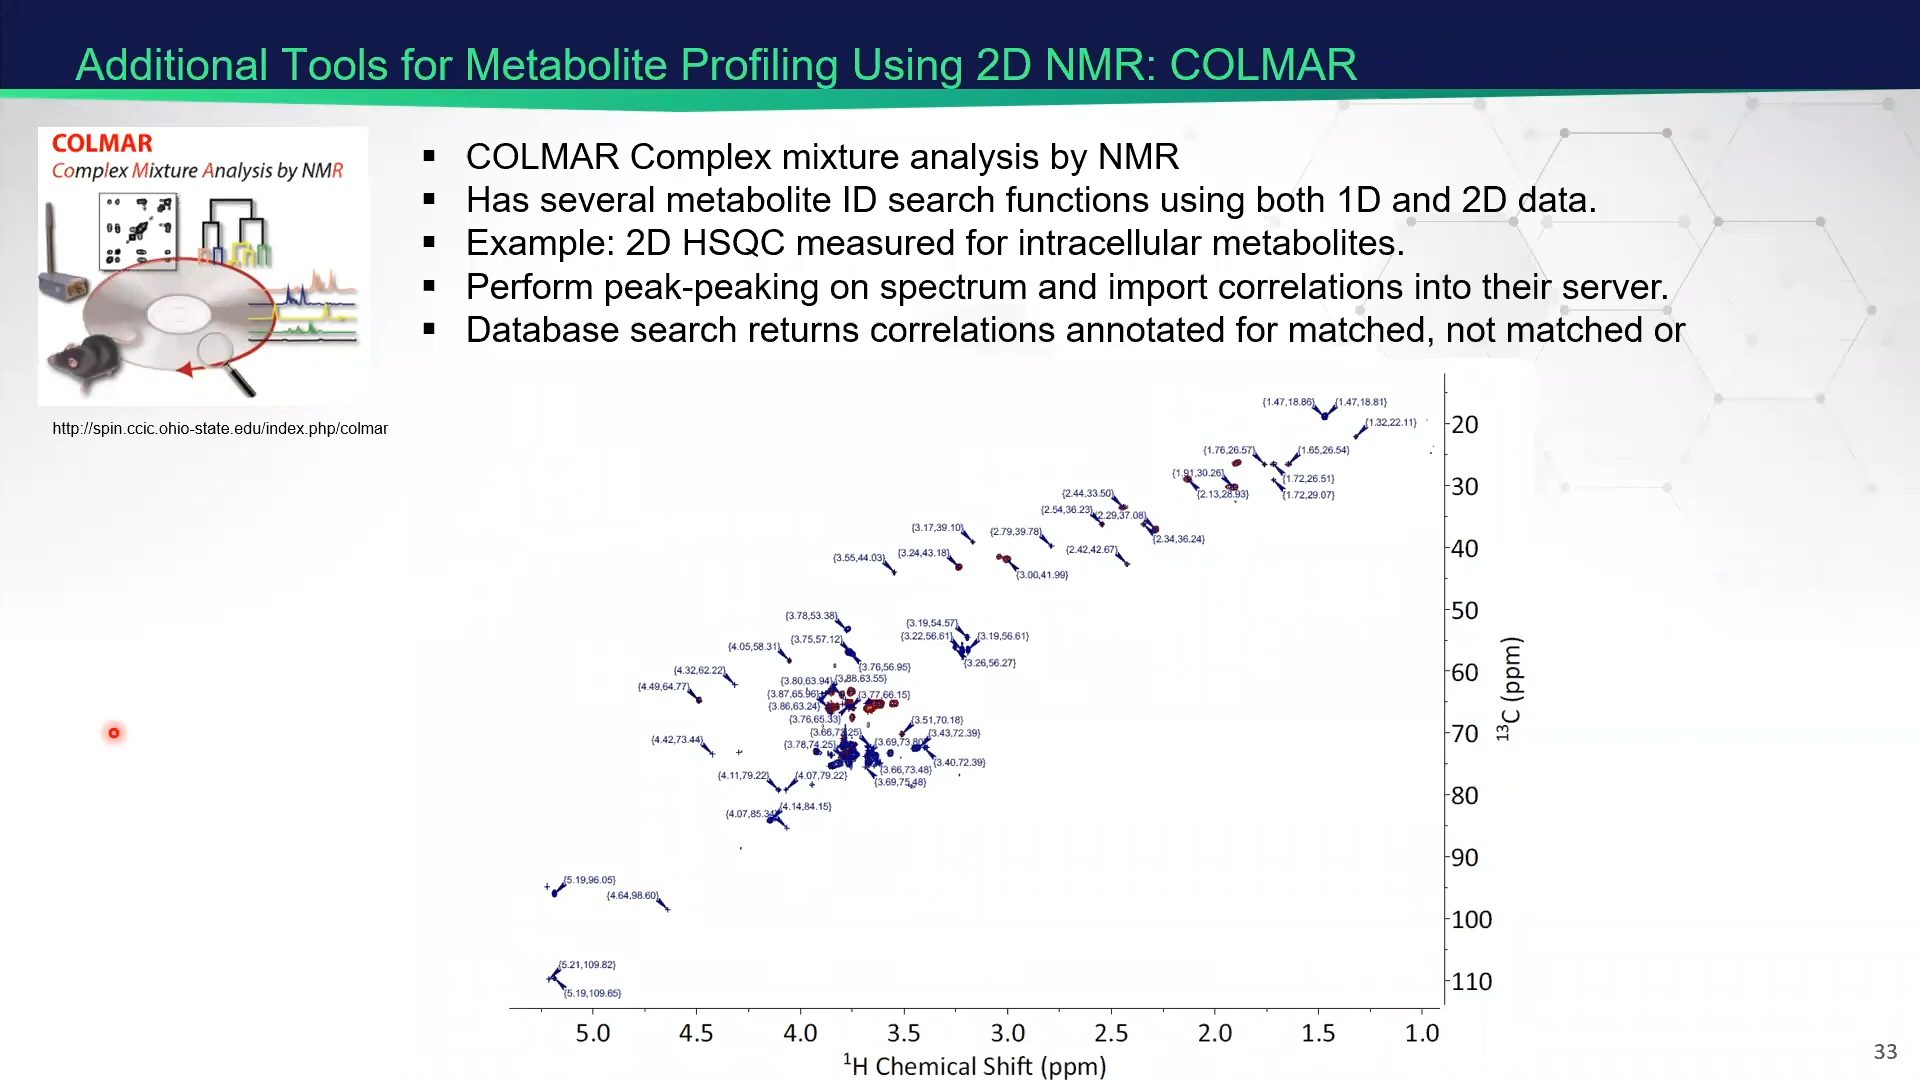 Additional Tools for Metabolite Profiling Using 2D NMR: COLMAR
COLMAR
Complex Mixture Analysis by NMR
http://spin.ccic.ohio-state.edu/index.php/colmar
▪ COLMAR Complex mixture analysis by NMR
▪ Has several metabolite ID search functions using both 1D and 2D data.
▪ Example: 2D HSQC measured for intracellular metabolites.
▪ Perform peak-peaking on spectrum and import correlations into their server.
▪ Database search returns correlations annotated for matched, not matched or
{1.47,18.86} {1.47,18.81}
{1.32,22.11}
{1.76,26.57} {1.65,26.54}
{1.91,30.26} {1.72,26.51}
{2.13,28.93} {1.72,29.07}
{2.44,33.50}
{2.54,36.23} {2.29,37.08}
{3.17,39.10} {2.79,39.78} {2.34,36.24}
{3.55,44.03} {3.24,43.18} {2.42,42.67}
{3.00,41.99}
{3.78,53.38} {3.19,54.57}
{3.75,57.12} {3.22,56.61} {3.19,56.61}
{4.05,58.31} {3.76,56.95} {3.26,56.27}
{4.32,62.22} {3.80,63.94} {3.88,63.55}
{4.49,64.77} {3.87,65.96} {3.77,66.15}
{3.86,63.24}
{3.76,65.33} {3.51,70.18}
{3.43,72.39}
{4.42,73.44} {3.78,74.25} {3.69,73.80}
{3.40,72.39}
{4.11,79.22} {4.07,79.22} {3.66,73.48}
{3.69,75.48}
{4.07,85.34} {4.14,84.15}
{5.19,96.05} {4.64,98.60}
{5.21,109.82}
{5.19,109.65}
20
30
40
50
60
70
80
90
100
110
13C (ppm)
5.0 4.5 4.0 3.5 3.0 2.5 2.0 1.5 1.0
1H Chemical Shift (ppm)
33